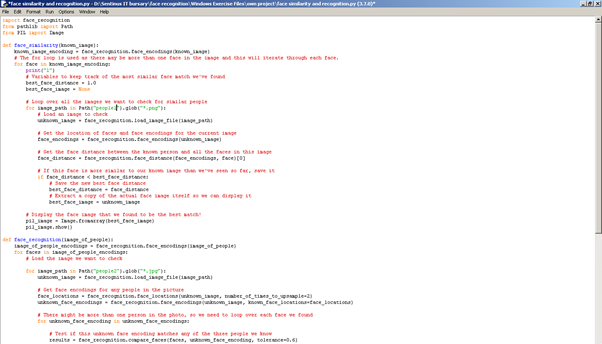 *face similarity and recognition.py - D:\Sentinus IT bursary\face recognition\Windows Exercise Files\own project\face similarity and recognition.py (3.7.0)*
File Edit Format Run Options Window Help
import face_recognition
from pathlib import Path
from PIL import Image
def face_similarity(known_image):
known_image_encoding = face_recognition.face_encodings(known_image)
# The for loop is used as there may be more than one face in the image and this will iterate through each face.
for face in known_image_encoding:
print("1")
# Variables to keep track of the most similar face match we've found
best_face_distance = 1.0
best_face_image = None
# Loop over all the images we want to check for similar people
for image_path in Path("people").glob("*.png"):
# Load an image to check
unknown_image = face_recognition.load_image_file(image_path)
# Get the location of faces and face encodings for the current image
face_encodings = face_recognition.face_encodings(unknown_image)
# Get the face distance between the known person and all the faces in this image
face_distance = face_recognition.face_distance(face_encodings, face)[0]
# If this face is more similar to our known image than we've seen so far, save it
if face_distance < best_face_distance:
# Save the new best face distance
best_face_distance = face_distance
# Extract a copy of the actual face image itself so we can display it
best_face_image = unknown_image
# Display the face image that we found to be the best match!
pil_image = Image.fromarray(best_face_image)
pil_image.show()
def face_recognition(image_of_people):
image_of_people_encodings = face_recognition.face_encodings(image_of_people)
for faces in image_of_people_encodings:
# Load the image we want to check
for image_path in Path("people2").glob("*.jpg"):
unknown_image = face_recognition.load_image_file(image_path)
# Get face encodings for any people in the picture
face_locations = face_recognition.face_locations(unknown_image, number_of_times_to_upsample=2)
unknown_face_encodings = face_recognition.face_encodings(unknown_image, known_face_locations=face_locations)
# There might be more than one person in the photo, so we need to loop over each face we found
for unknown_face_encoding in unknown_face_encodings:
# Test if this unknown face encoding matches any of the three people we know
results = face_recognition.compare_faces(faces, unknown_face_encoding, tolerance=0.6)